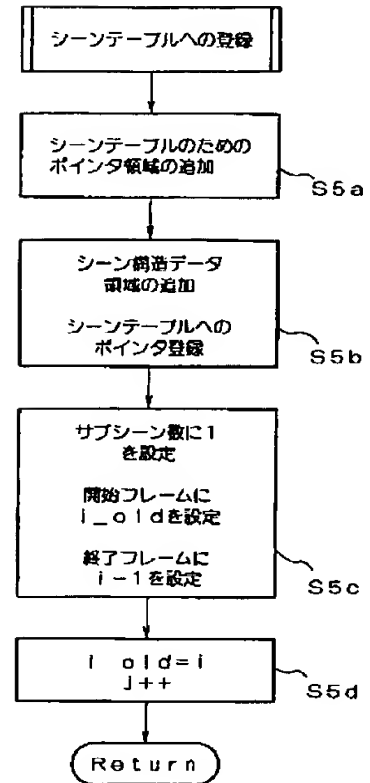 シーンテーブルへの登録
シーンテーブルのための
ポインタ領域の追加
S5a
シーン構造データ
領域の追加
シーンテーブルへの
ポインタ登録
S5b
サブシーン数に1
を設定
開始フレームに
i_oldを設定
終了フレームに
i-1を設定
S5c
i_old=i
j++
S5d
Return